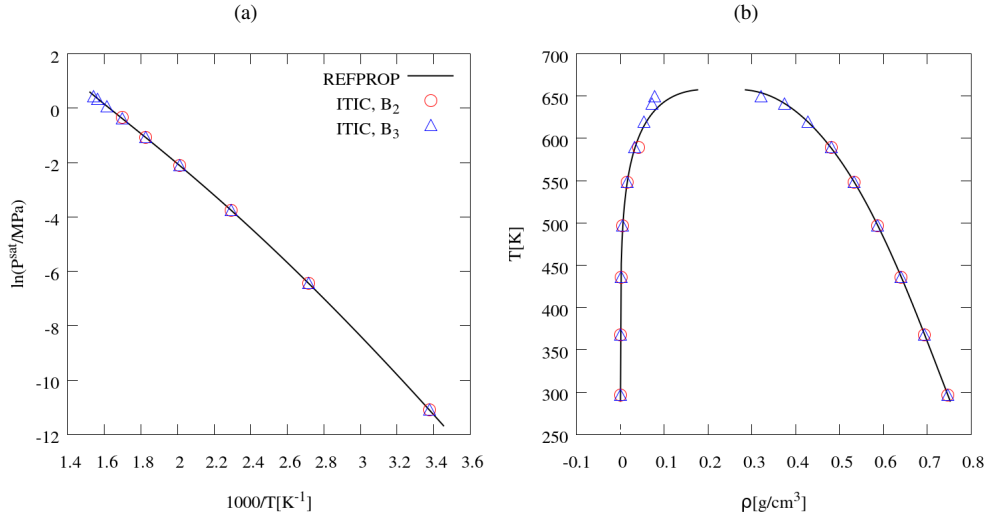 (a)
2
0
-2
-4
-6
-8
-10
-12
ln(Pˢᵃᵗ/MPa)
REFPROP
ITIC, B₂
ITIC, B₃
1.4 1.6 1.8 2 2.2 2.4 2.6 2.8 3 3.2 3.4 3.6
1000/T[K⁻¹]
(b)
700
650
600
550
500
450
400
350
300
250
T[K]
-0.1 0 0.1 0.2 0.3 0.4 0.5 0.6 0.7 0.8
ρ[g/cm³]